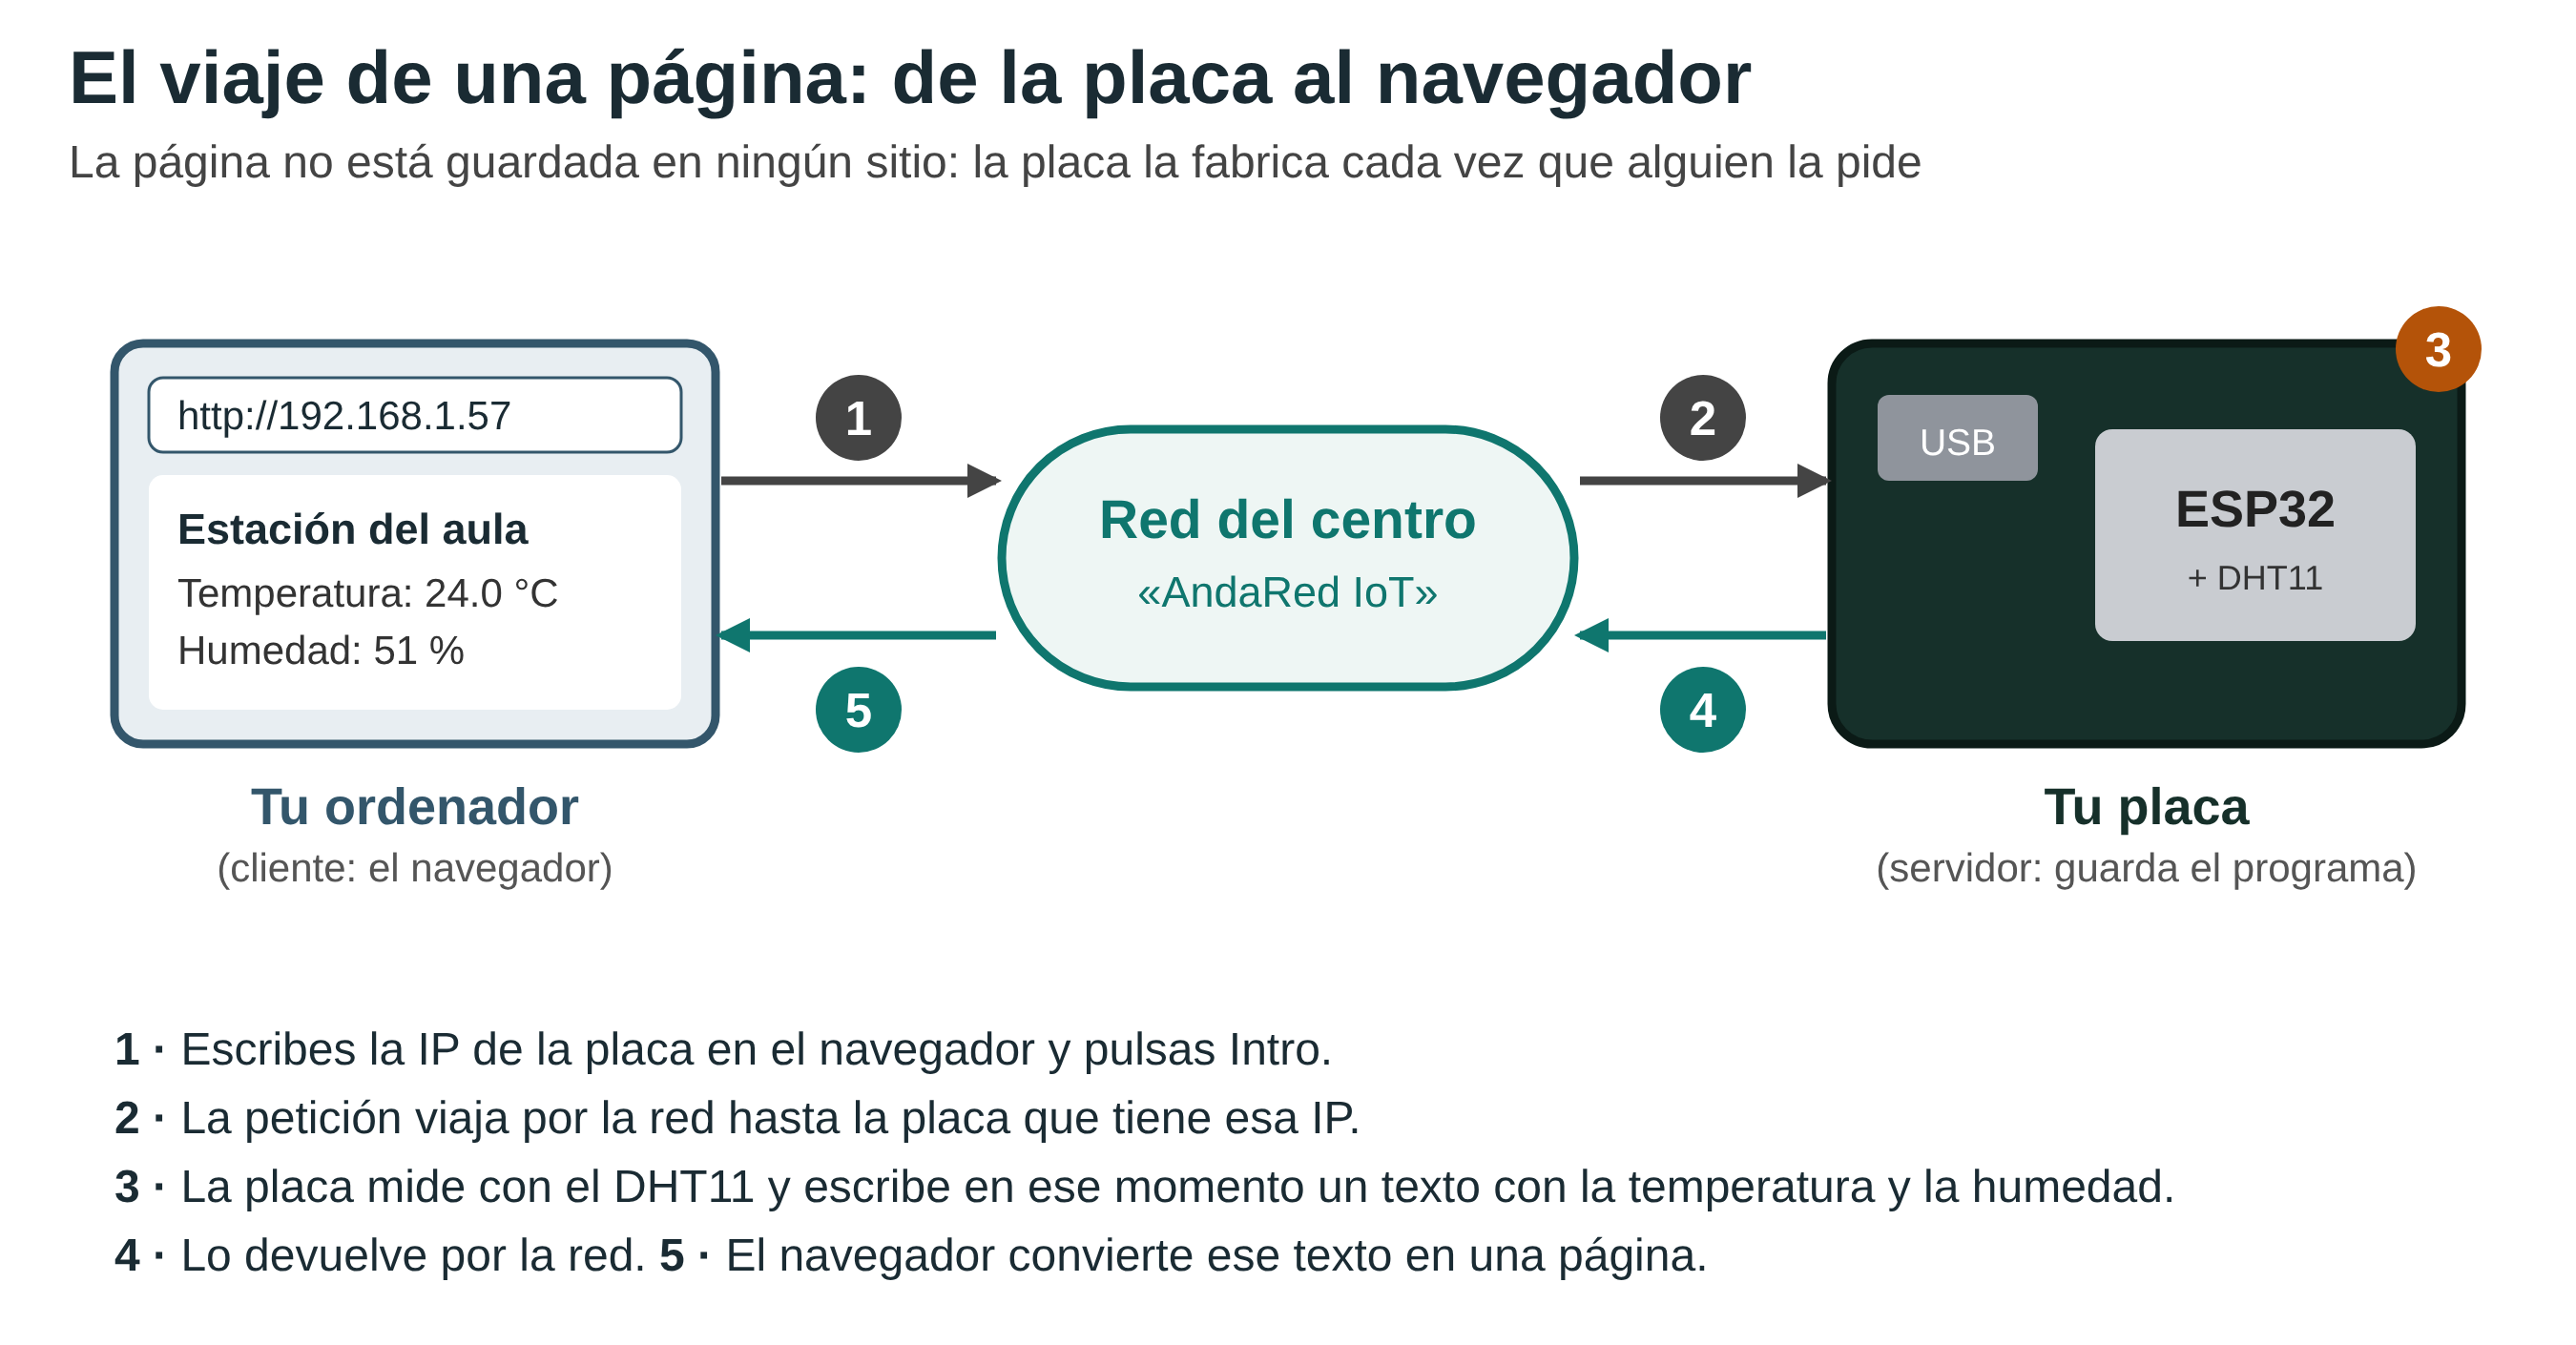 El viaje de una página: de la placa al navegador
La página no está guardada en ningún sitio: la placa la fabrica cada vez que alguien la pide
http://192.168.1.57
Estación del aula
Temperatura: 24.0 °C
Humedad: 51 %
Tu ordenador
(cliente: el navegador)
1
5
Red del centro
«AndaRed IoT»
2
4
3
USB
ESP32
+ DHT11
Tu placa
(servidor: guarda el programa)
1 · Escribes la IP de la placa en el navegador y pulsas Intro.
2 · La petición viaja por la red hasta la placa que tiene esa IP.
3 · La placa mide con el DHT11 y escribe en ese momento un texto con la temperatura y la humedad.
4 · Lo devuelve por la red. 5 · El navegador convierte ese texto en una página.